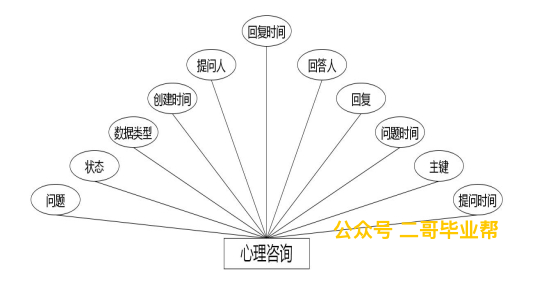 回复时间
提问人
回答人
创建时间
回复
数据类型
问题时间
状态
主键
问题
提问时间
公众号 二哥毕业帮
心理咨询